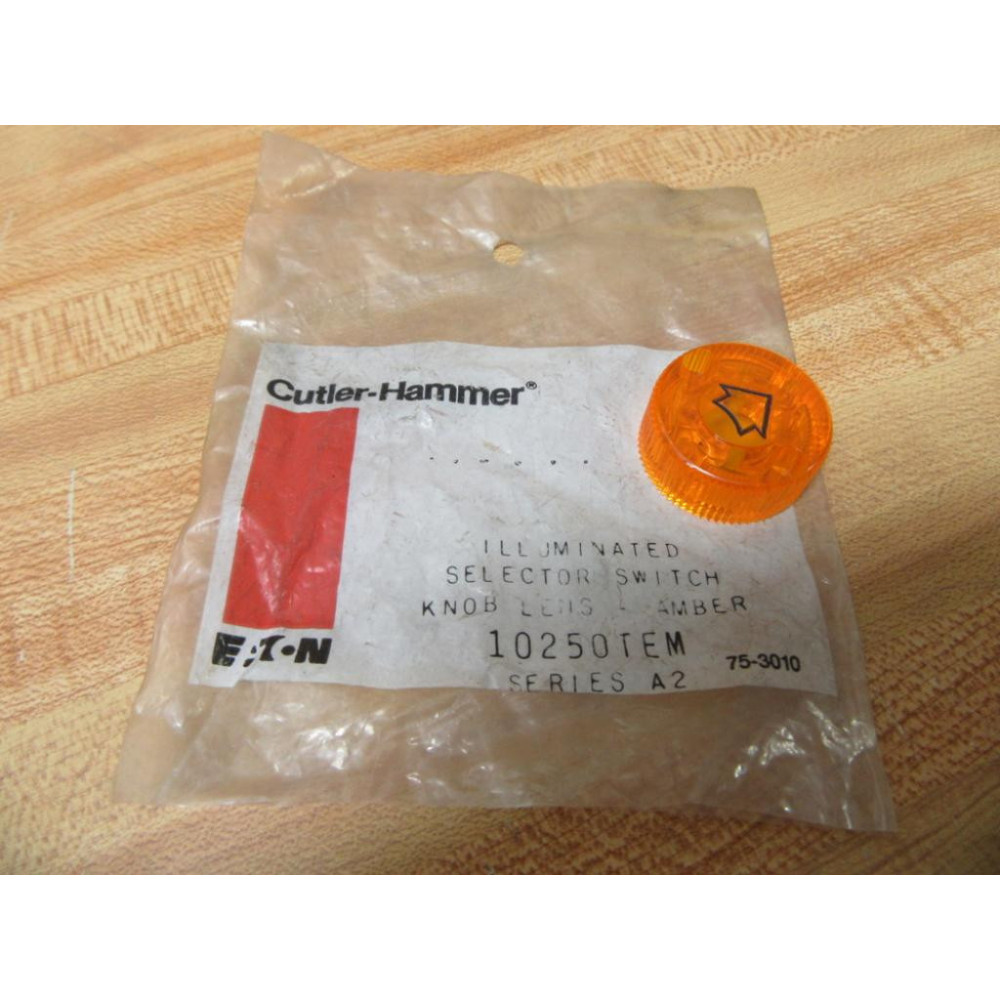 Cutler-Hammer®
ILLUMINATED
SELECTOR SWITCH
KNOB LENS - AMBER
10250TEM
75-3010
SERIES A2
EATON